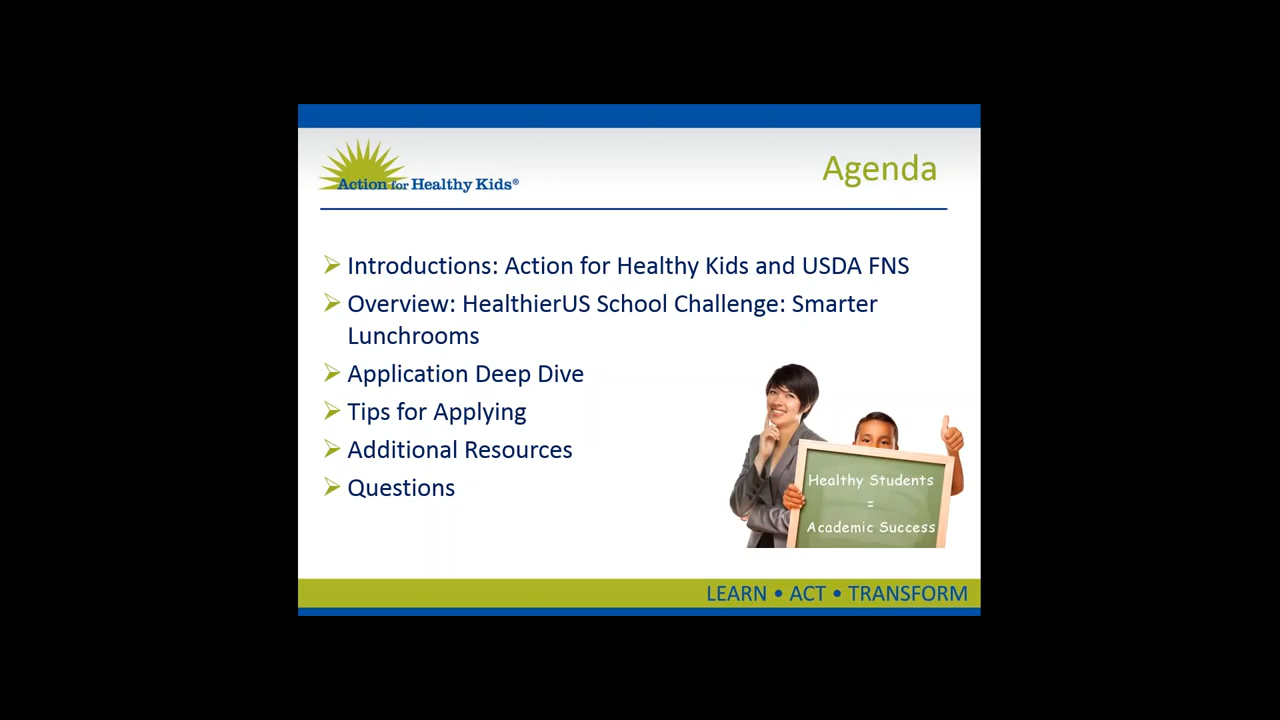 Action for Healthy Kids®
Agenda
Introductions: Action for Healthy Kids and USDA FNS
Overview: HealthierUS School Challenge: Smarter
Lunchrooms
Application Deep Dive
Tips for Applying
Additional Resources
Questions
Healthy Students
=
Academic Success
LEARN • ACT • TRANSFORM